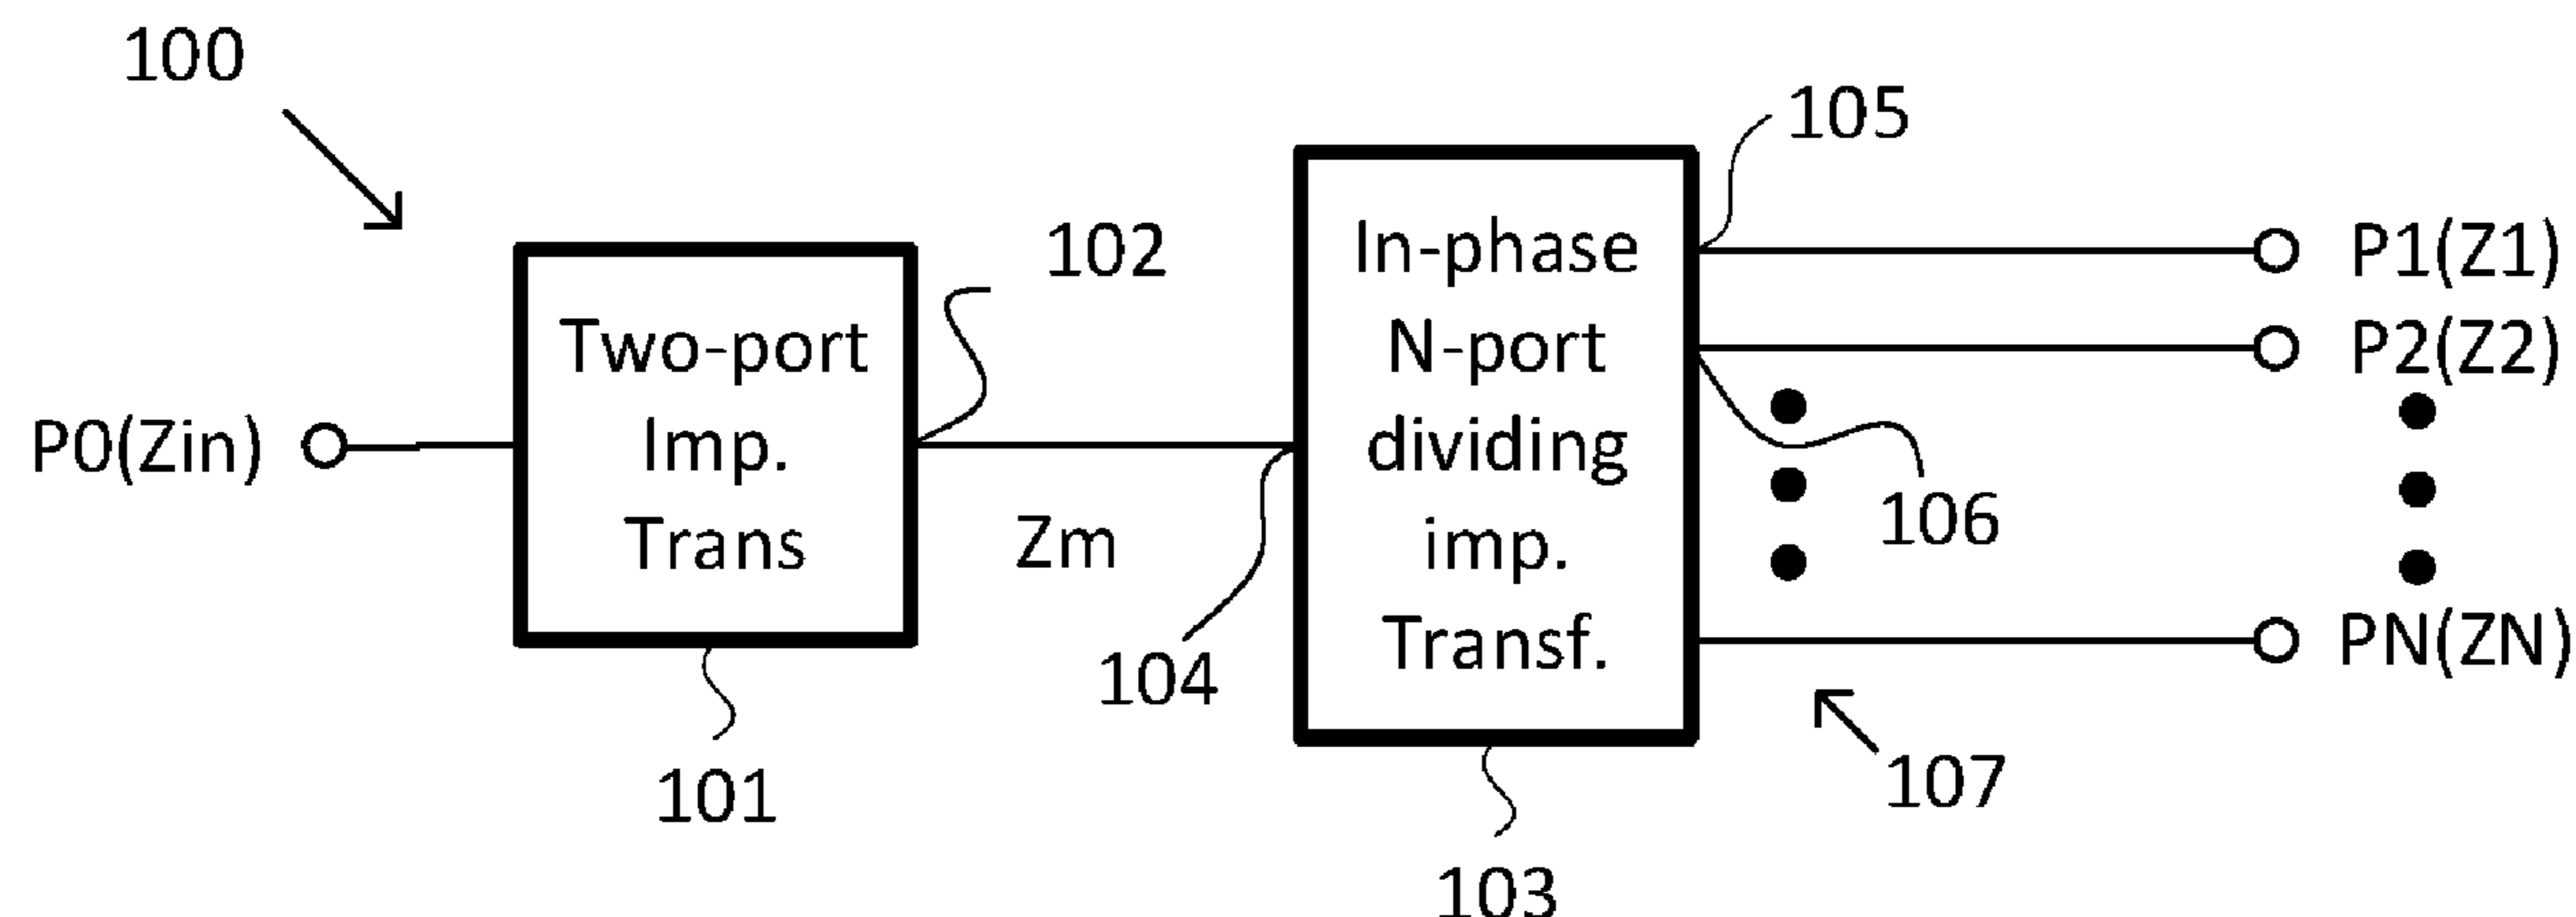 100
105
102
In-phase
N-port
dividing
imp.
Transf.
P1(Z1)
P2(Z2)
PN(ZN)
Two-port
Imp.
Trans
P0(Zin)
Zm
106
104
107
101
103